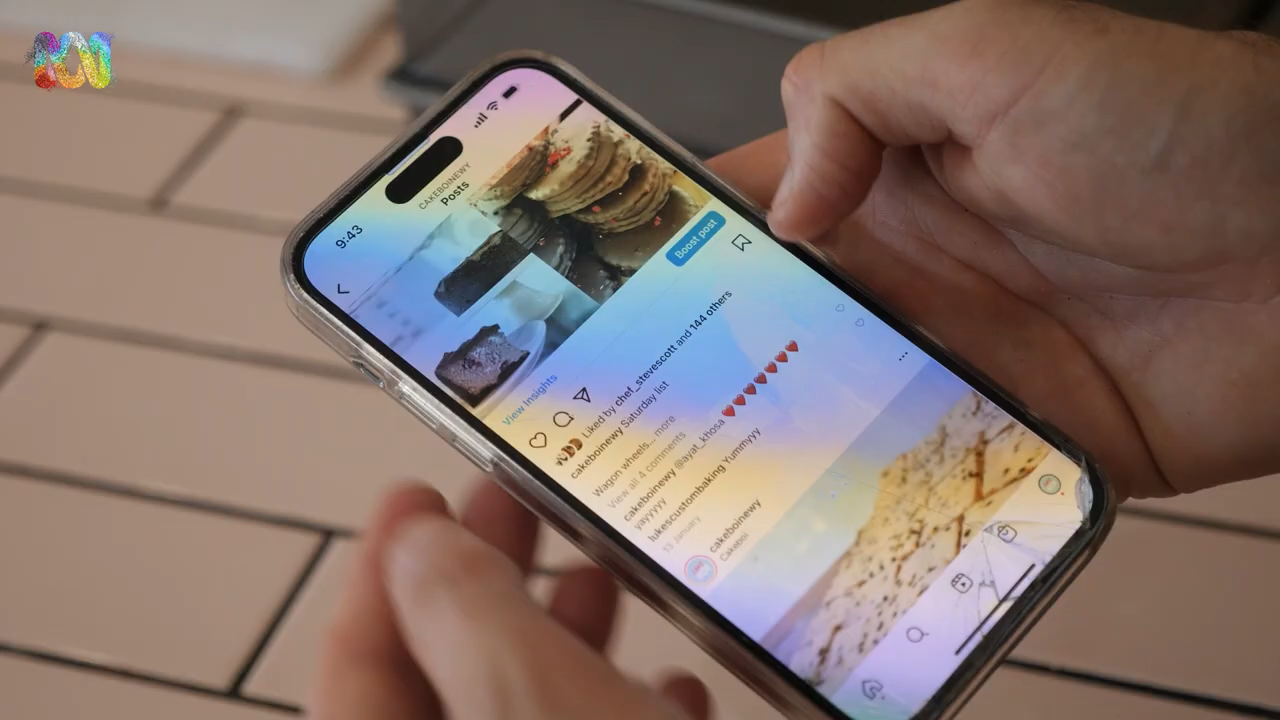 9:43
CAKEBOINEWY
Posts
Boost post
View Insights
Liked by chef_stevescott and 144 others
cakeboinewy Saturday list
Wagon wheels... more
View all 4 comments
cakeboinewy @ayat_khosa ❤️❤️❤️❤️❤️❤️❤️
yayyyyy
lukescustombaking Yummyyy
13 January
cakeboinewy
Cakeboi